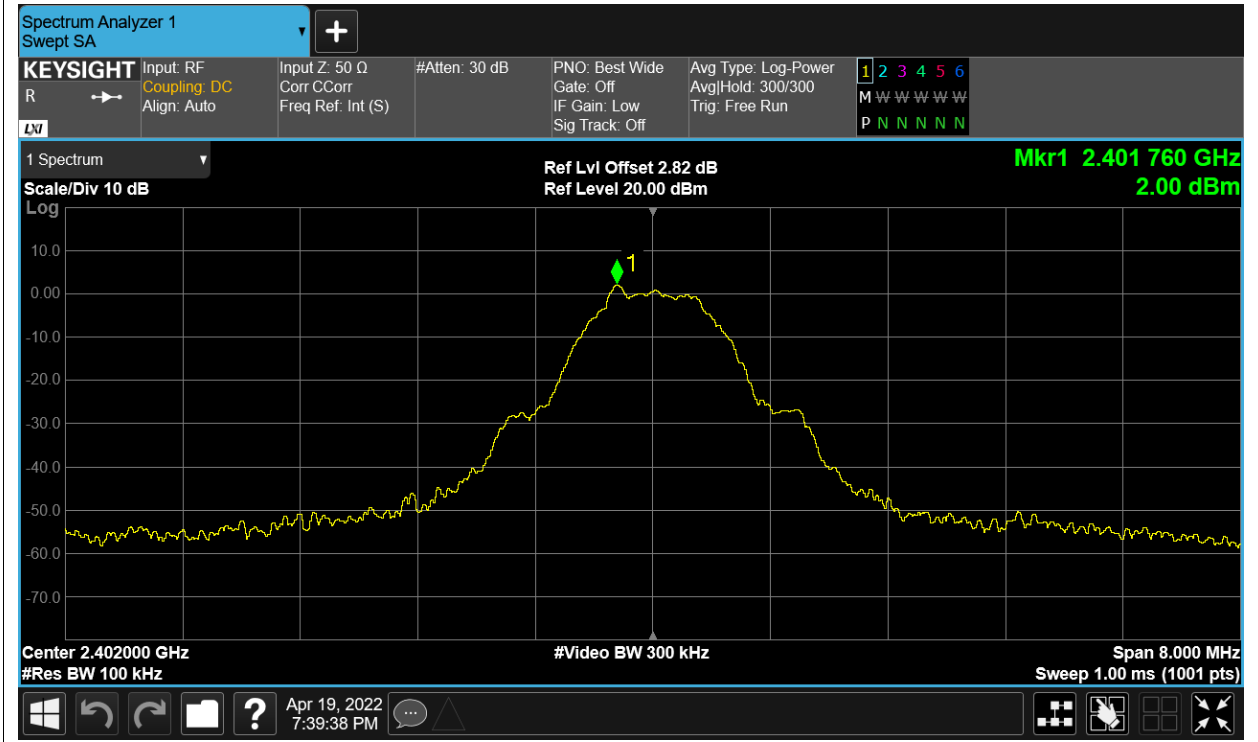 Spectrum Analyzer 1
Swept SA
KEYSIGHT
R
LXI
Input: RF
Coupling: DC
Align: Auto
Input Z: 50 Ω
Corr CCorr
Freq Ref: Int (S)
#Atten: 30 dB
PNO: Best Wide
Gate: Off
IF Gain: Low
Sig Track: Off
Avg Type: Log-Power
Avg|Hold: 300/300
Trig: Free Run
1 2 3 4 5 6
M W W W W W
P N N N N N
1 Spectrum
Scale/Div 10 dB
Log
Ref Lvl Offset 2.82 dB
Ref Level 20.00 dBm
Mkr1 2.401 760 GHz
2.00 dBm
1
10.0
0.00
-10.0
-20.0
-30.0
-40.0
-50.0
-60.0
-70.0
Center 2.402000 GHz
#Res BW 100 kHz
#Video BW 300 kHz
Span 8.000 MHz
Sweep 1.00 ms (1001 pts)
?
Apr 19, 2022
7:39:38 PM